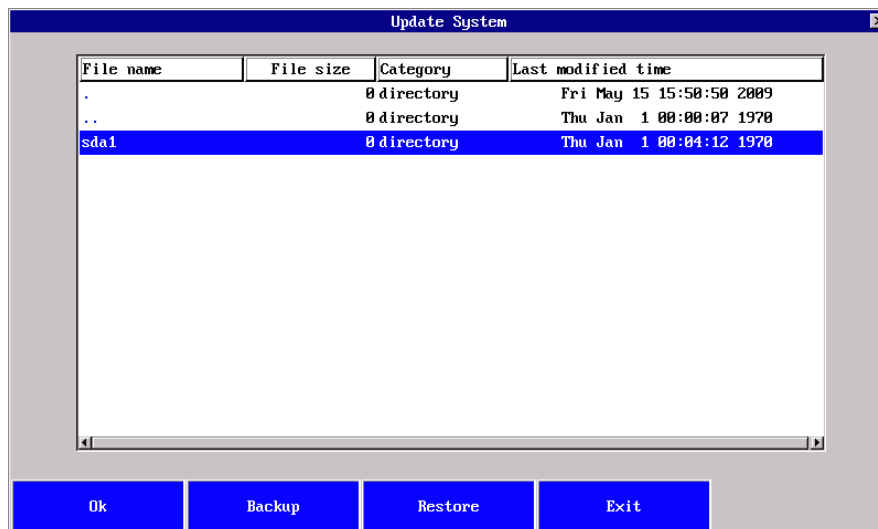 Update System
File name File size Category Last modified time
. 0 directory Fri May 15 15:50:50 2009
.. 0 directory Thu Jan 1 00:00:07 1970
sda1 0 directory Thu Jan 1 00:04:12 1970
Ok Backup Restore Exit